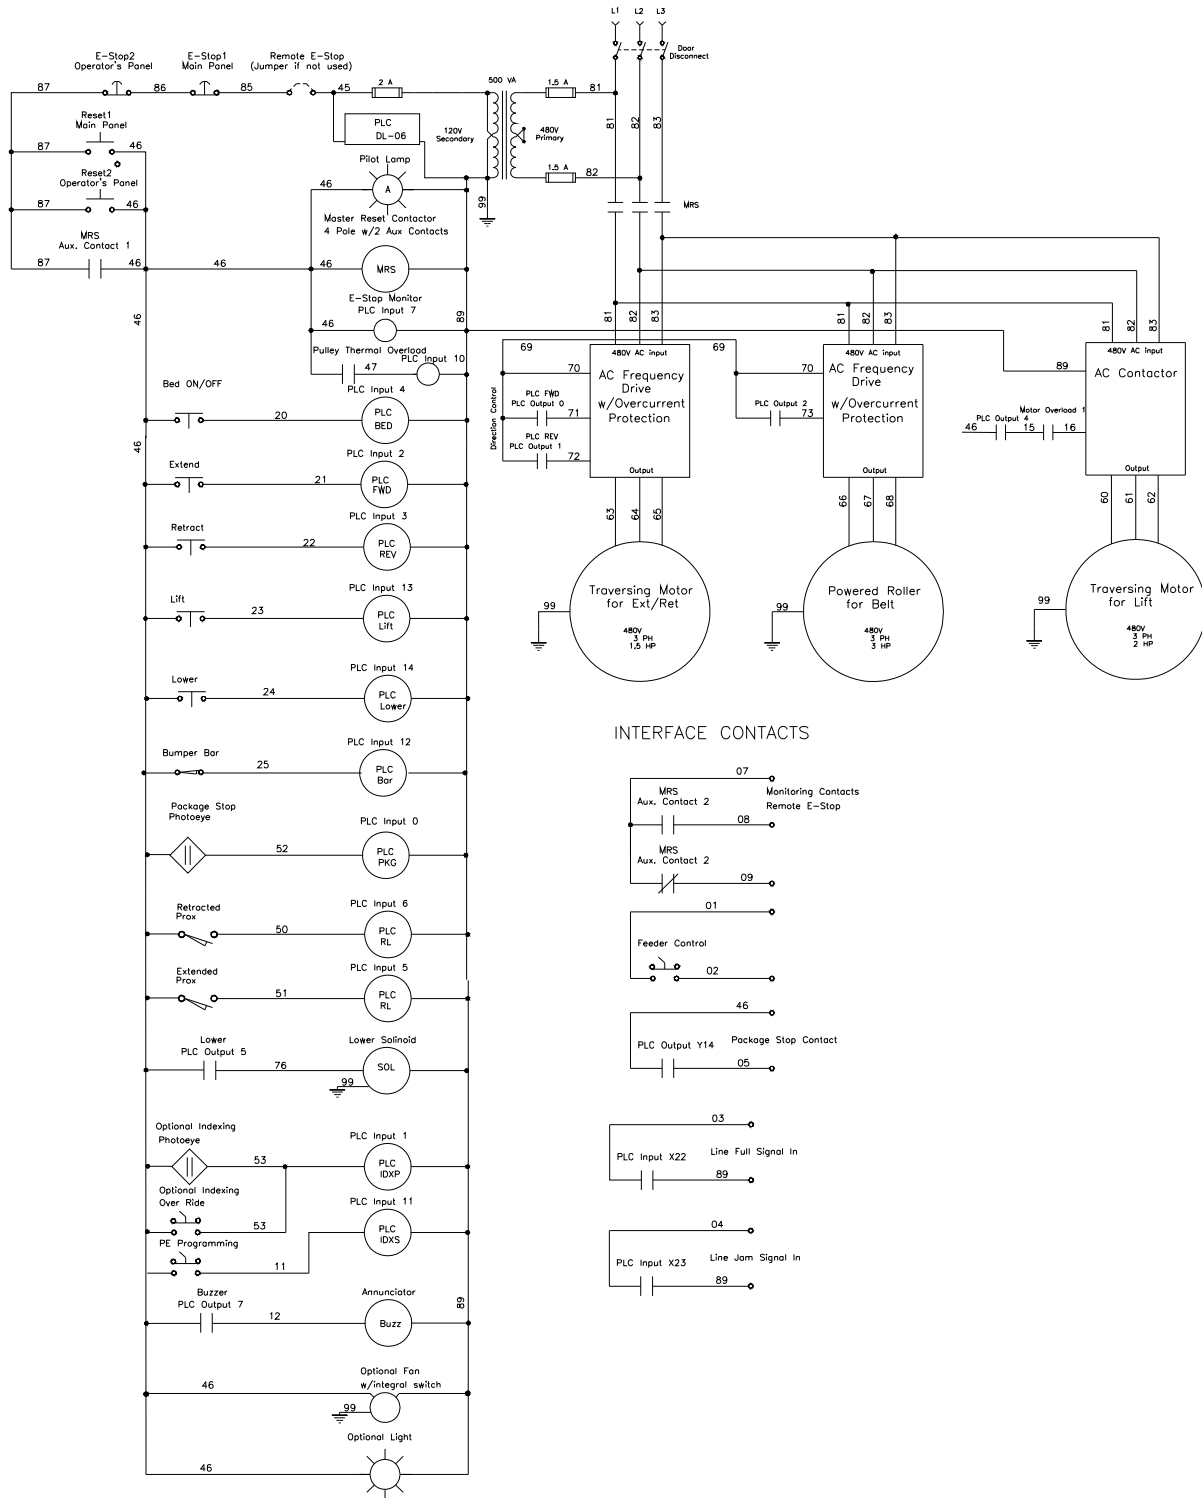 L1
L2
L3
Door
Disconnect
E-Stop2
Operator's Panel
E-Stop1
Main Panel
Remote E-Stop
(Jumper if not used)
87
86
85
45
2 A
500 VA
1.5 A
81
81
82
83
PLC
DL-06
120V
Secondary
480V
Primary
Reset1
Main Panel
87
46
Pilot Lamp
46
A
1.5 A
82
Reset2
Operator's Panel
87
46
99
MRS
Master Reset Contactor
4 Pole w/2 Aux Contacts
MRS
Aux. Contact 1
87
46
46
46
MRS
E-Stop Monitor
PLC Input 7
46
46
89
81
82
83
81
82
83
81
82
83
Pulley Thermal Overload
47
PLC Input 10
69
69
480V AC input
AC Frequency
Drive
w/Overcurrent
Protection
Output
70
Direction Control
PLC FWD
PLC Output 0
71
PLC REV
PLC Output 1
72
480V AC input
AC Frequency
Drive
w/Overcurrent
Protection
Output
70
PLC Output 2
73
480V AC input
AC Contactor
Output
89
Motor Overload 1
PLC Output 4
46
15
16
63
64
65
66
67
68
60
61
62
Traversing Motor
for Ext/Ret
480V
3 PH
1.5 HP
99
Powered Roller
for Belt
480V
3 PH
3 HP
99
Traversing Motor
for Lift
480V
3 PH
2 HP
99
Bed ON/OFF
46
20
PLC Input 4
PLC
BED
Extend
21
PLC Input 2
PLC
FWD
Retract
22
PLC Input 3
PLC
REV
Lift
23
PLC Input 13
PLC
Lift
Lower
24
PLC Input 14
PLC
Lower
Bumper Bar
25
PLC Input 12
PLC
Bar
Package Stop
Photoeye
52
PLC Input 0
PLC
PKG
Retracted
Prox
50
PLC Input 6
PLC
RL
Extended
Prox
51
PLC Input 5
PLC
RL
Lower
PLC Output 5
76
Lower Solinoid
SOL
99
Optional Indexing
Photoeye
53
PLC Input 1
PLC
IDXP
Optional Indexing
Over Ride
53
PLC Input 11
PLC
IDXS
PE Programming
11
Buzzer
PLC Output 7
12
Annunciator
Buzz
89
46
Optional Fan
w/integral switch
99
Optional Light
46
INTERFACE CONTACTS
07
MRS
Aux. Contact 2
08
Monitoring Contacts
Remote E-Stop
MRS
Aux. Contact 2
09
01
Feeder Control
02
46
PLC Output Y14
Package Stop Contact
05
03
PLC Input X22
Line Full Signal In
89
04
PLC Input X23
Line Jam Signal In
89